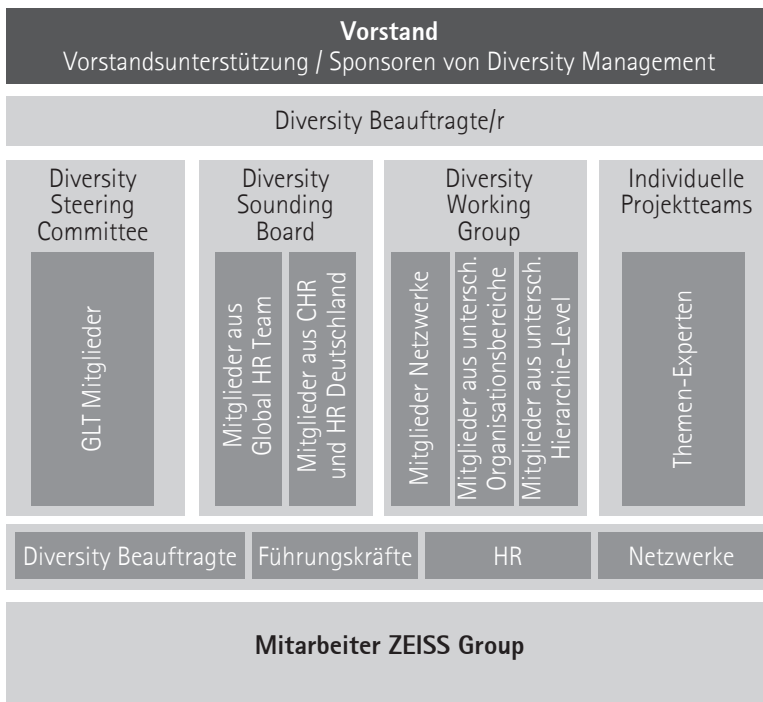 Vorstand
Vorstandsunterstützung / Sponsoren von Diversity Management
Diversity Beauftragte/r
Diversity
Steering
Committee
GLT Mitglieder
Diversity
Sounding
Board
Mitglieder aus
Global HR Team
Mitglieder aus CHR
und HR Deutschland
Diversity
Working
Group
Mitglieder Netzwerke
Mitglieder aus untersch.
Organisationsbereiche
Mitglieder aus untersch.
Hierarchie-Level
Individuelle
Projektteams
Themen-Experten
Diversity Beauftragte
Führungskräfte
HR
Netzwerke
Mitarbeiter ZEISS Group